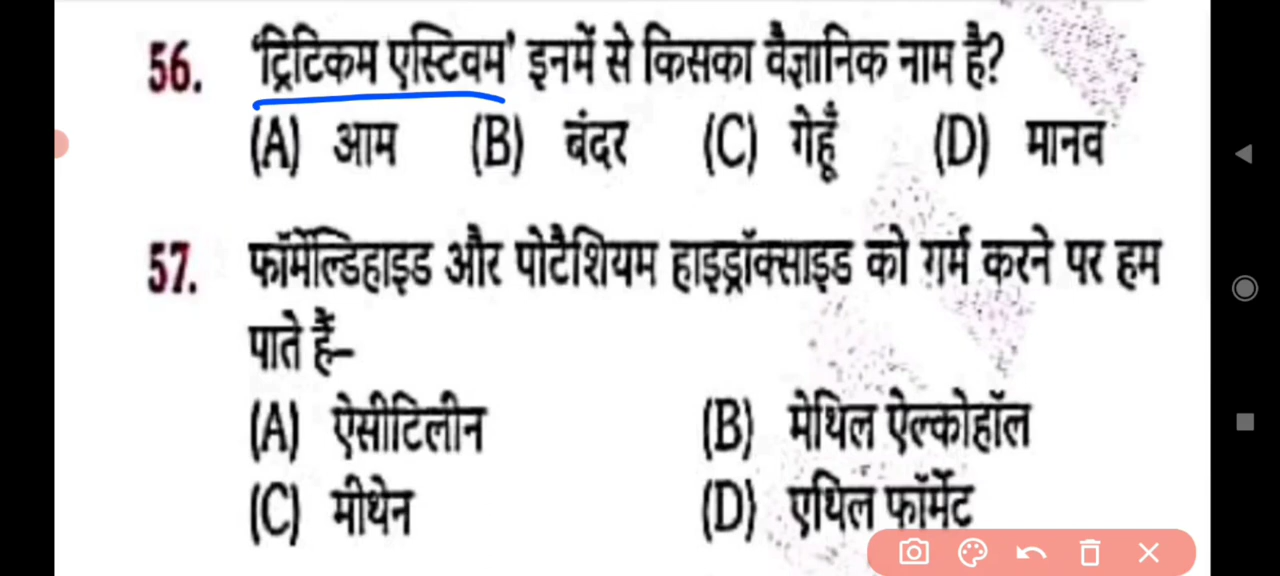 56. ‘ट्रिटिकम एस्टिवम’ इनमें से किसका वैज्ञानिक नाम है?
(A) आम (B) बंदर (C) गेहूँ (D) मानव
57. फॉर्मेल्डिहाइड और पोटैशियम हाइड्रॉक्साइड को गर्म करने पर हम
पाते हैं–
(A) ऐसीटिलीन (B) मेथिल ऐल्कोहॉल
(C) मीथेन (D) एथिल फॉर्मेट